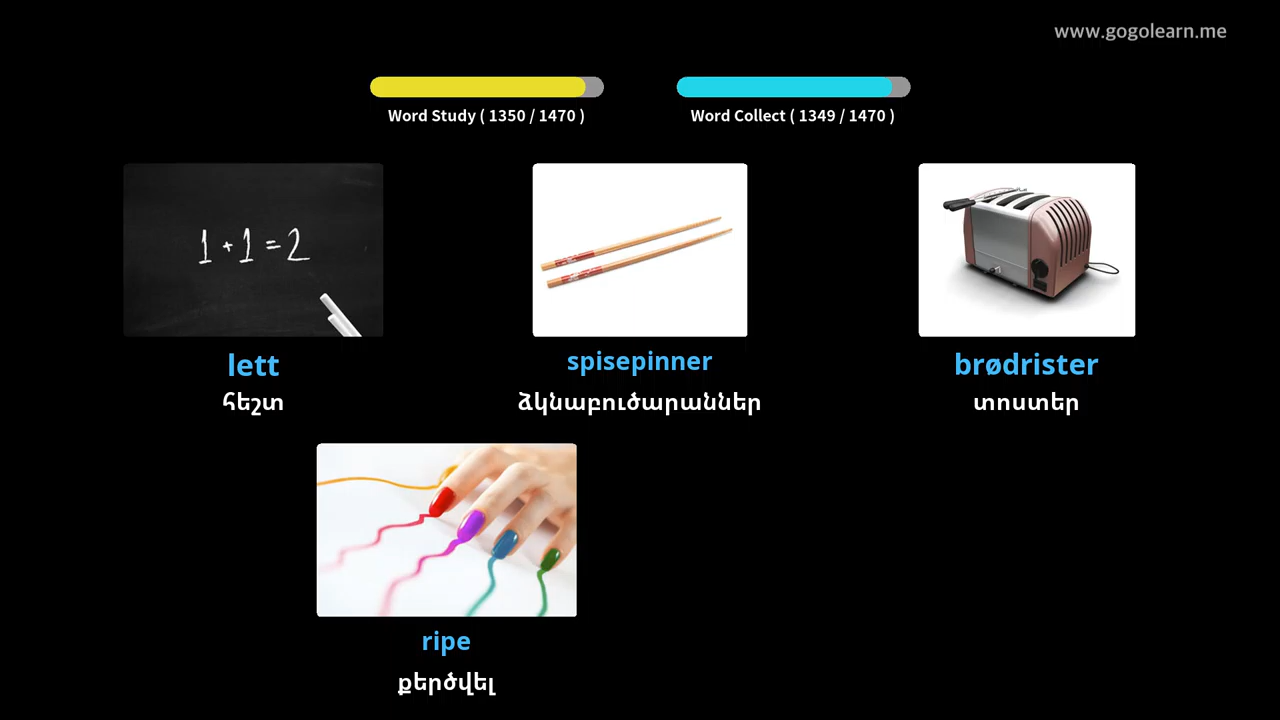 www.gogolearn.me
Word Study ( 1350 / 1470 )
Word Collect ( 1349 / 1470 )
1 + 1 = 2
lett
հեշտ
spisepinner
ձկնաբուծարաններ
brødrister
տոստեր
ripe
քերծվել